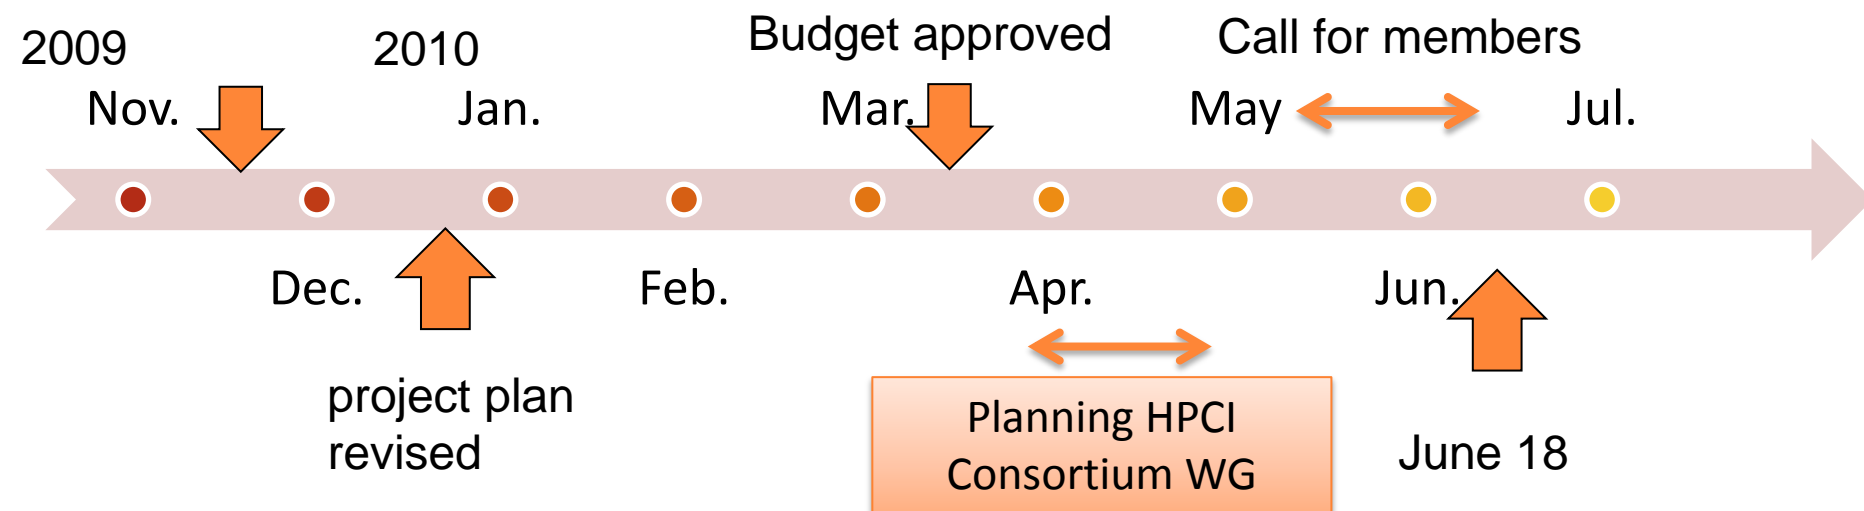 2009
2010
Budget approved
Call for members
Nov.
Jan.
Mar.
May
Jul.
Dec.
Feb.
Apr.
Jun.
project plan
revised
Planning HPCI
Consortium WG
June 18